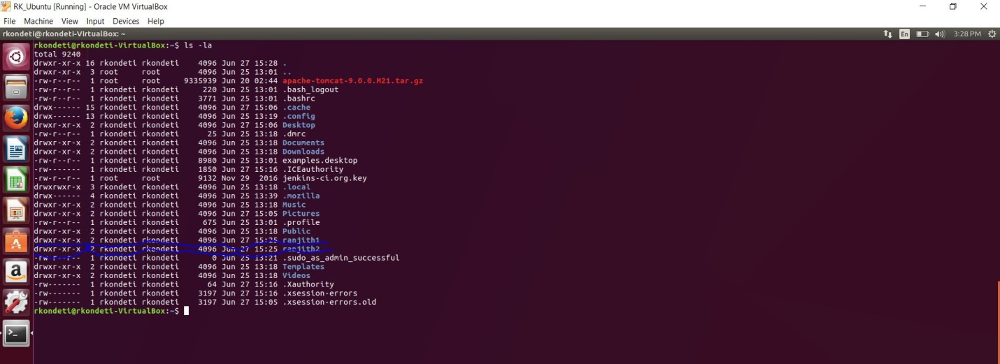 RK_Ubuntu [Running] - Oracle VM VirtualBox
File Machine View Input Devices Help
rkondeti@rkondeti-VirtualBox: ~ En 3:28 PM
rkondeti@rkondeti-VirtualBox:~$ ls -la
total 9240
drwxr-xr-x 16 rkondeti rkondeti 4096 Jun 27 15:28 .
drwxr-xr-x 3 root root 4096 Jun 25 13:01 ..
-rw-r--r-- 1 root root 9335939 Jun 20 02:44 apache-tomcat-9.0.0.M21.tar.gz
-rw-r--r-- 1 rkondeti rkondeti 220 Jun 25 13:01 .bash_logout
-rw-r--r-- 1 rkondeti rkondeti 3771 Jun 25 13:01 .bashrc
drwx------ 15 rkondeti rkondeti 4096 Jun 27 15:06 .cache
drwx------ 13 rkondeti rkondeti 4096 Jun 25 13:19 .config
drwxr-xr-x 2 rkondeti rkondeti 4096 Jun 27 15:06 Desktop
-rw-r--r-- 1 rkondeti rkondeti 25 Jun 25 13:18 .dmrc
drwxr-xr-x 2 rkondeti rkondeti 4096 Jun 25 13:18 Documents
drwxr-xr-x 2 rkondeti rkondeti 4096 Jun 25 13:18 Downloads
-rw-r--r-- 1 rkondeti rkondeti 8980 Jun 25 13:01 examples.desktop
-rw------- 1 rkondeti rkondeti 1850 Jun 27 15:16 .ICEauthority
-rw-r--r-- 1 root root 9132 Nov 29 2016 jenkins-ci.org.key
drwxrwxr-x 3 rkondeti rkondeti 4096 Jun 25 13:18 .local
drwx------ 4 rkondeti rkondeti 4096 Jun 25 13:39 .mozilla
drwxr-xr-x 2 rkondeti rkondeti 4096 Jun 25 13:18 Music
drwxr-xr-x 2 rkondeti rkondeti 4096 Jun 27 15:05 Pictures
-rw-r--r-- 1 rkondeti rkondeti 675 Jun 25 13:01 .profile
drwxr-xr-x 2 rkondeti rkondeti 4096 Jun 25 13:18 Public
drwxr-xr-x 2 rkondeti rkondeti 4096 Jun 27 15:25 ranjith1
drwxr-xr-x 2 rkondeti rkondeti 4096 Jun 27 15:25 ranjith2
-rw-r--r-- 1 rkondeti rkondeti 0 Jun 25 13:21 .sudo_as_admin_successful
drwxr-xr-x 2 rkondeti rkondeti 4096 Jun 25 13:18 Templates
drwxr-xr-x 2 rkondeti rkondeti 4096 Jun 25 13:18 Videos
-rw------- 1 rkondeti rkondeti 64 Jun 27 15:16 .Xauthority
-rw------- 1 rkondeti rkondeti 3197 Jun 27 15:16 .xsession-errors
-rw------- 1 rkondeti rkondeti 3197 Jun 27 15:05 .xsession-errors.old
rkondeti@rkondeti-VirtualBox:~$